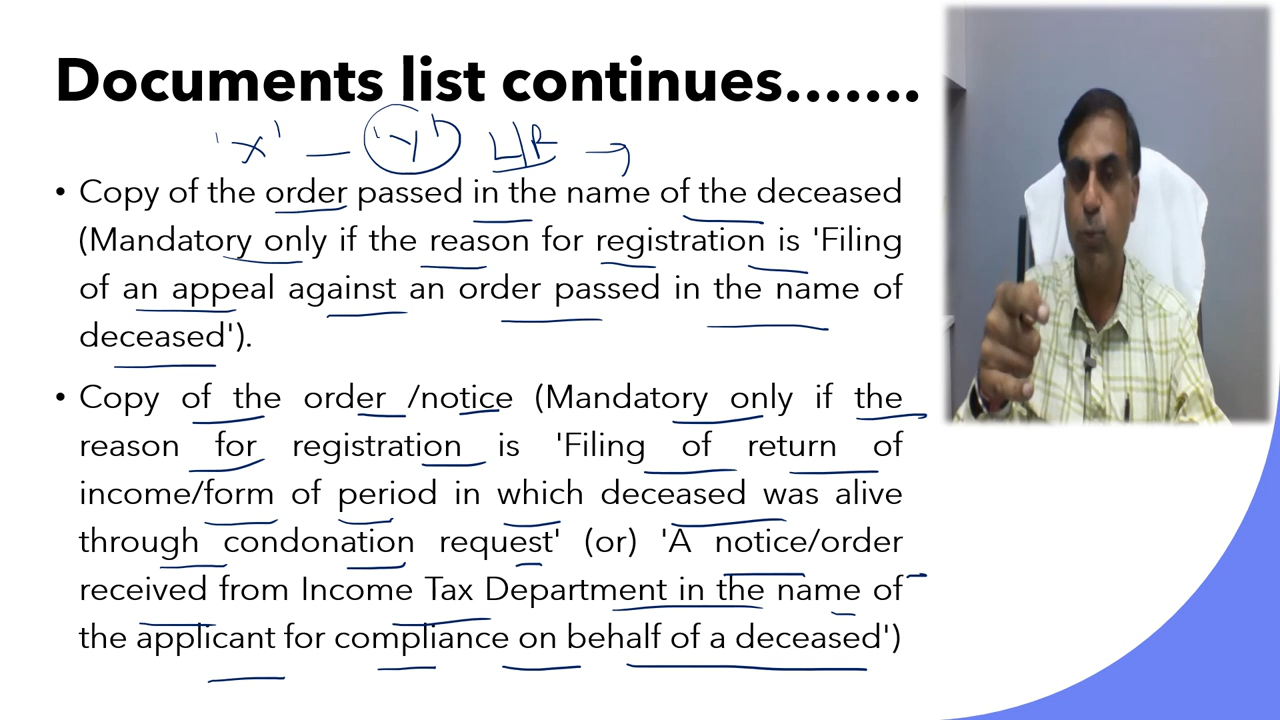 Documents list continues.......
'X' — 'Y' L/R →
• Copy of the order passed in the name of the deceased
(Mandatory only if the reason for registration is 'Filing
of an appeal against an order passed in the name of
deceased').
• Copy of the order /notice (Mandatory only if the
reason for registration is 'Filing of return of
income/form of period in which deceased was alive
through condonation request' (or) 'A notice/order
received from Income Tax Department in the name of
the applicant for compliance on behalf of a deceased')